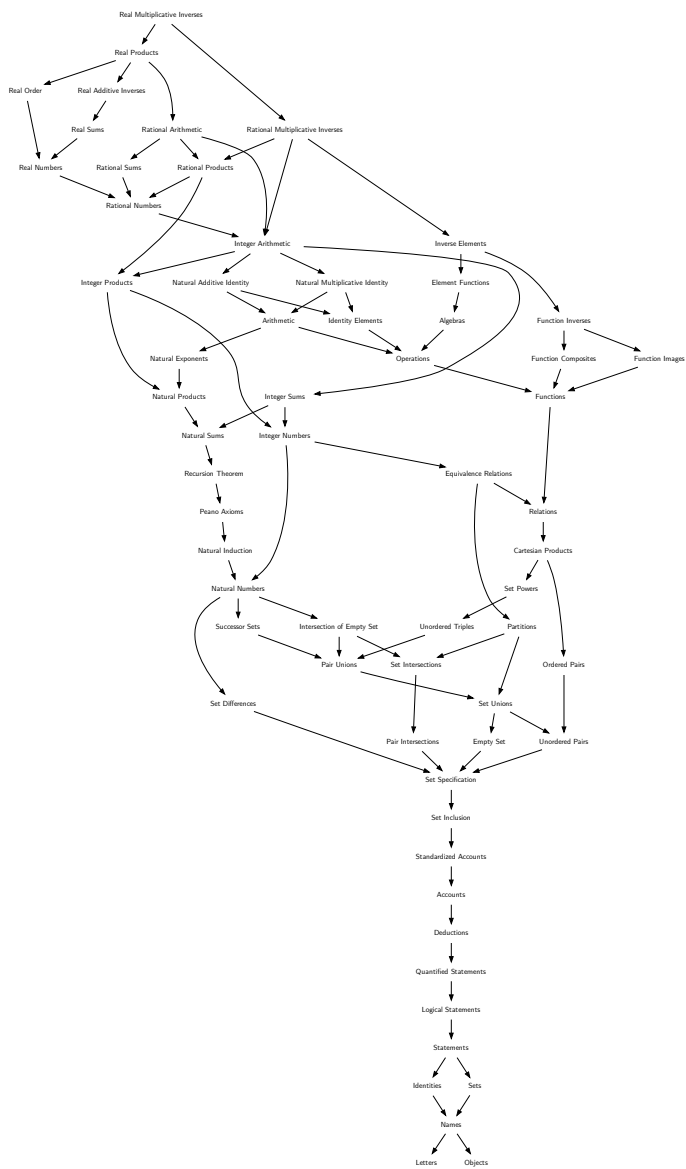 Real Multiplicative Inverses
Real Products
Real Order
Real Additive Inverses
Real Sums
Rational Arithmetic
Rational Multiplicative Inverses
Real Numbers
Rational Sums
Rational Products
Rational Numbers
Integer Arithmetic
Inverse Elements
Integer Products
Natural Additive Identity
Natural Multiplicative Identity
Element Functions
Arithmetic
Identity Elements
Algebras
Function Inverses
Natural Exponents
Operations
Function Composites
Function Images
Natural Products
Integer Sums
Functions
Natural Sums
Integer Numbers
Recursion Theorem
Equivalence Relations
Peano Axioms
Relations
Natural Induction
Cartesian Products
Natural Numbers
Set Powers
Successor Sets
Intersection of Empty Set
Unordered Triples
Partitions
Pair Unions
Set Intersections
Ordered Pairs
Set Differences
Set Unions
Pair Intersections
Empty Set
Unordered Pairs
Set Specification
Set Inclusion
Standardized Accounts
Accounts
Deductions
Quantified Statements
Logical Statements
Statements
Identities
Sets
Names
Letters
Objects